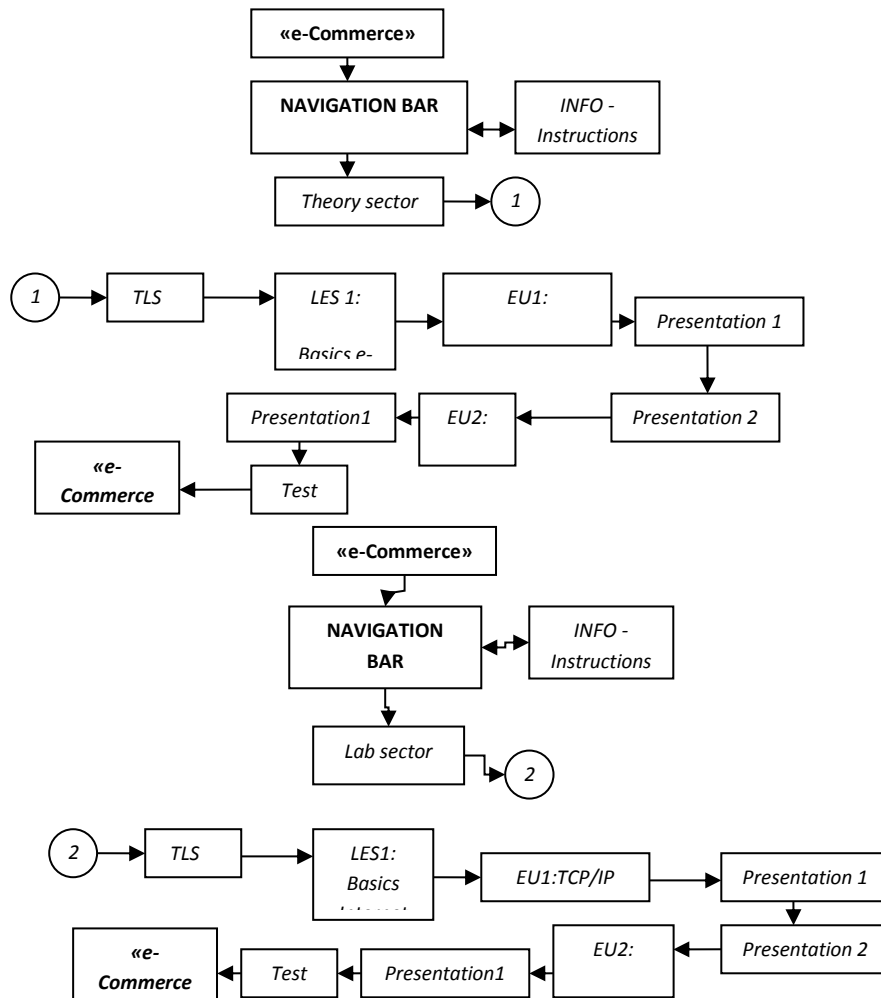 «e-Commerce»
NAVIGATION BAR
INFO -
Instructions
Theory sector
1
1
TLS
LES 1:
Basics e-
EU1:
Presentation 1
Presentation1
EU2:
Presentation 2
«e-
Commerce
Test
«e-Commerce»
NAVIGATION
BAR
INFO -
Instructions
Lab sector
2
2
TLS
LES1:
Basics
EU1:TCP/IP
Presentation 1
«e-
Commerce
Test
Presentation1
EU2:
Presentation 2